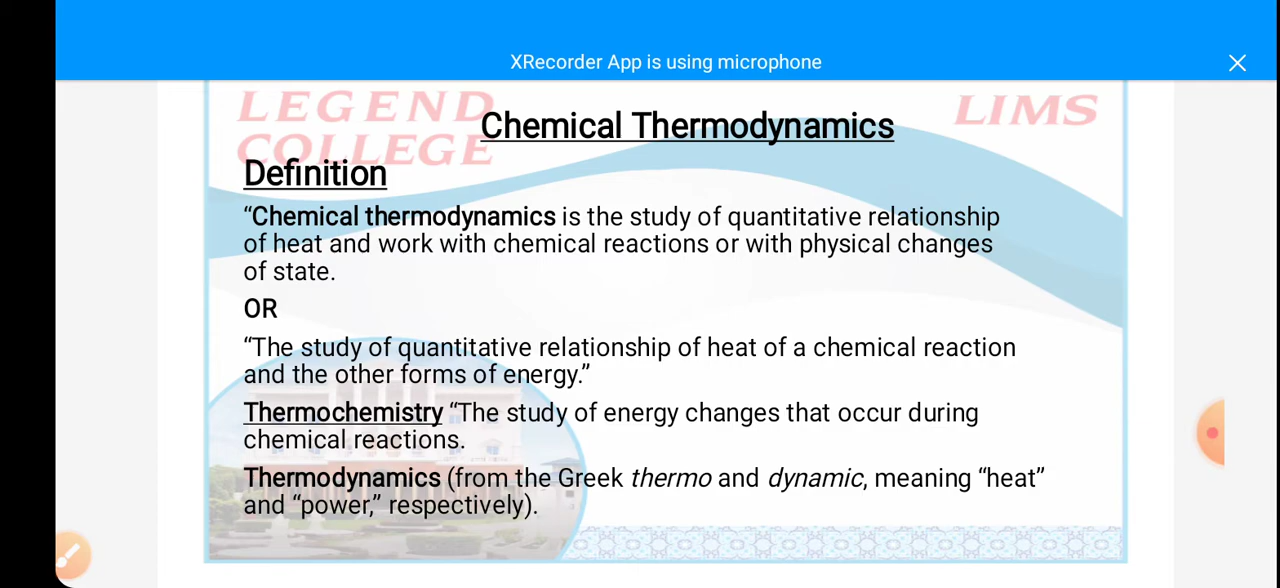 XRecorder App is using microphone
LEGEND COLLEGE
LIMS
Chemical Thermodynamics
Definition
“Chemical thermodynamics is the study of quantitative relationship
of heat and work with chemical reactions or with physical changes
of state.
OR
“The study of quantitative relationship of heat of a chemical reaction
and the other forms of energy.”
Thermochemistry “The study of energy changes that occur during
chemical reactions.
Thermodynamics (from the Greek thermo and dynamic, meaning “heat”
and “power,” respectively).